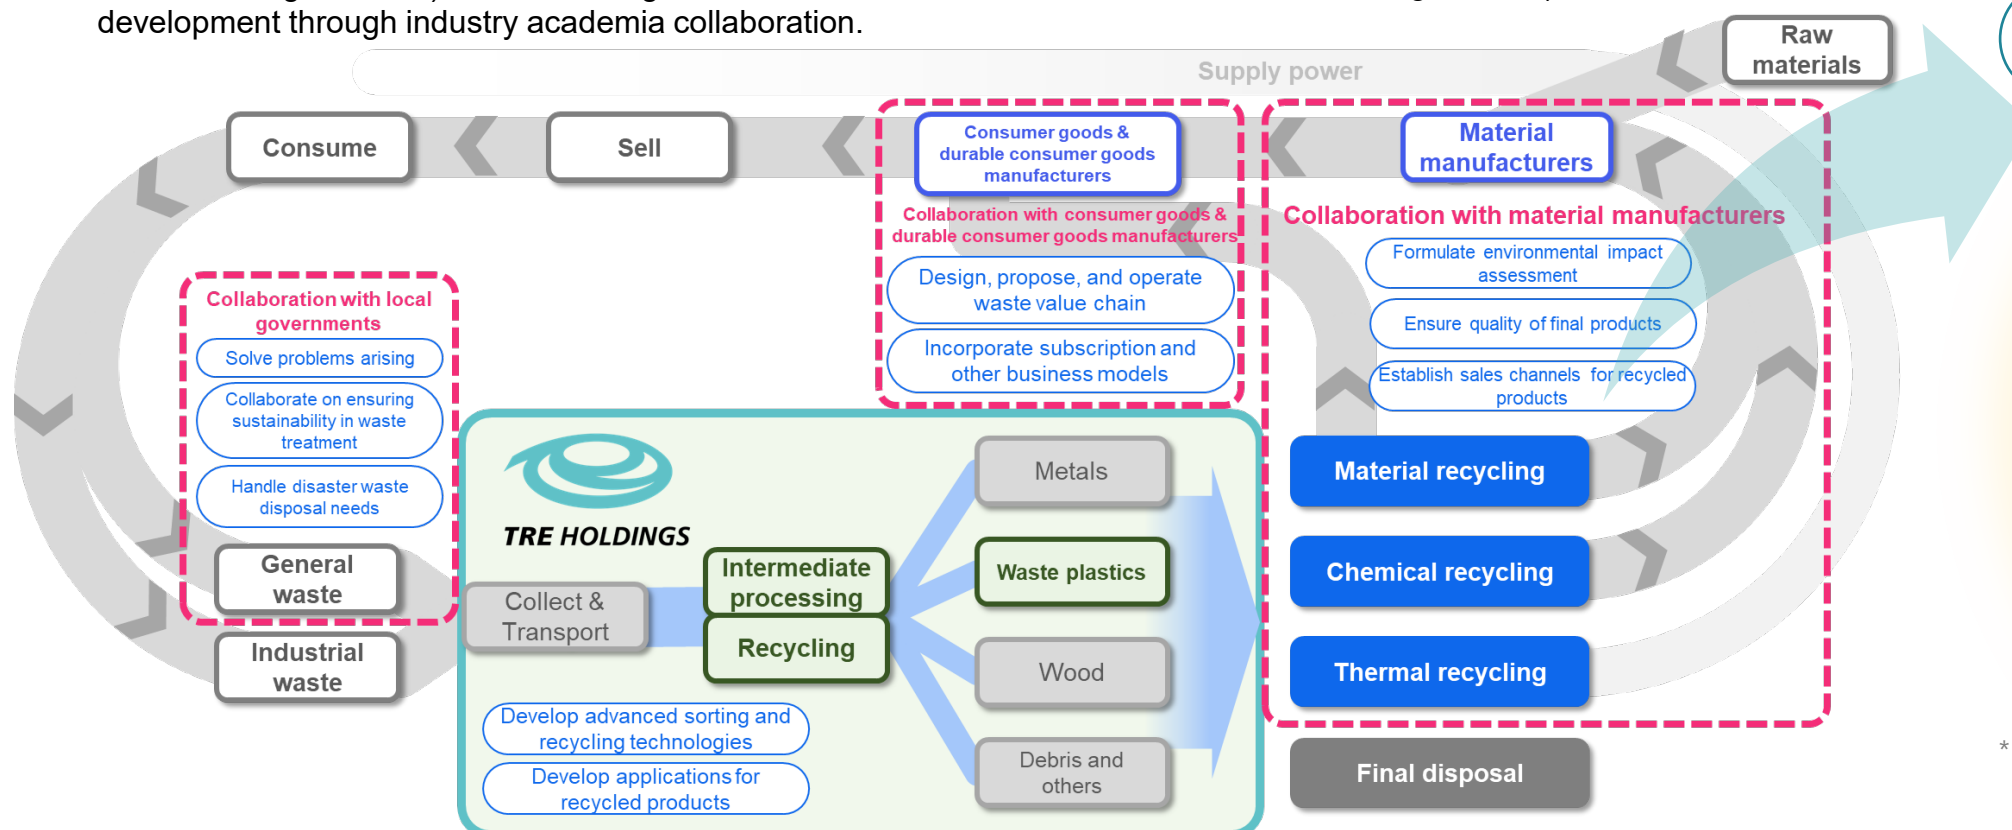 development through industry academia collaboration.
Raw
materials
Supply power
Consume
Sell
Consumer goods &
durable consumer goods
manufacturers
Material
manufacturers
Collaboration with consumer goods &
durable consumer goods manufacturers
Design, propose, and operate
waste value chain
Incorporate subscription and
other business models
Collaboration with material manufacturers
Formulate environmental impact
assessment
Ensure quality of final products
Establish sales channels for recycled
products
Collaboration with local
governments
Solve problems arising
Collaborate on ensuring
sustainability in waste
treatment
Handle disaster waste
disposal needs
General
waste
Industrial
waste
TRE HOLDINGS
Collect &
Transport
Intermediate
processing
Recycling
Develop advanced sorting and
recycling technologies
Develop applications for
recycled products
Metals
Waste plastics
Wood
Debris and
others
Material recycling
Chemical recycling
Thermal recycling
Final disposal
*